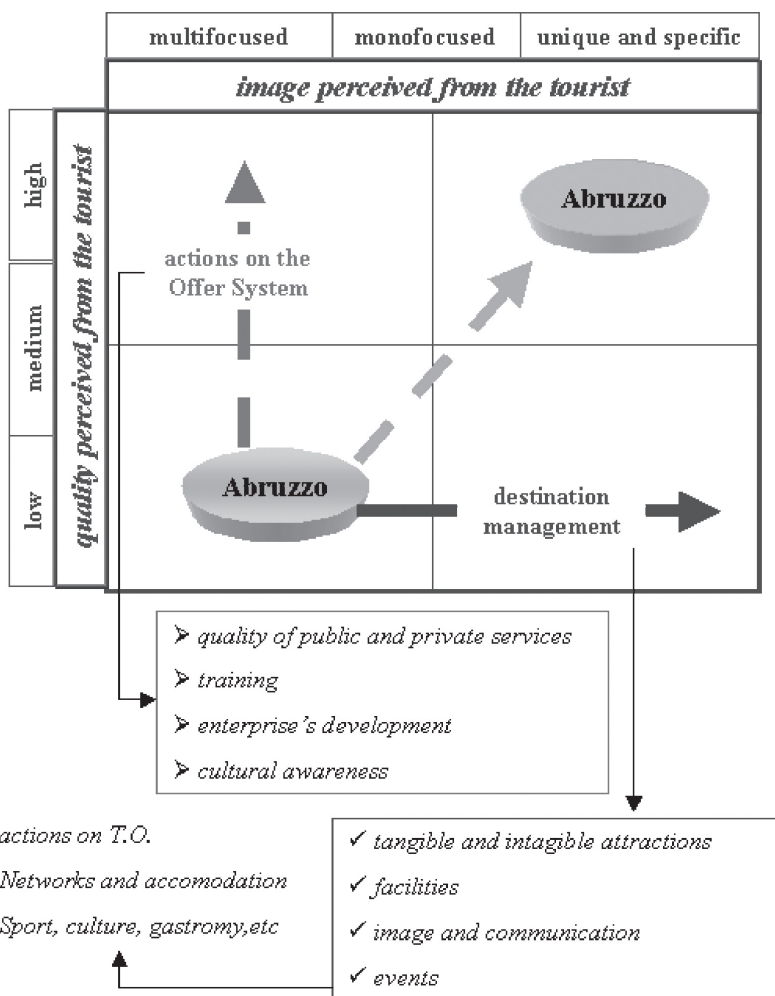 multifocused monofocused unique and specific
image perceived from the tourist
high
medium
low
quality perceived from the tourist
Abruzzo
actions on the
Offer System
Abruzzo
destination
management
➢ quality of public and private services
➢ training
➢ enterprise's development
➢ cultural awareness
actions on T.O.
Networks and accomodation
Sport, culture, gastromy,etc
✓ tangible and intagible attractions
✓ facilities
✓ image and communication
✓ events